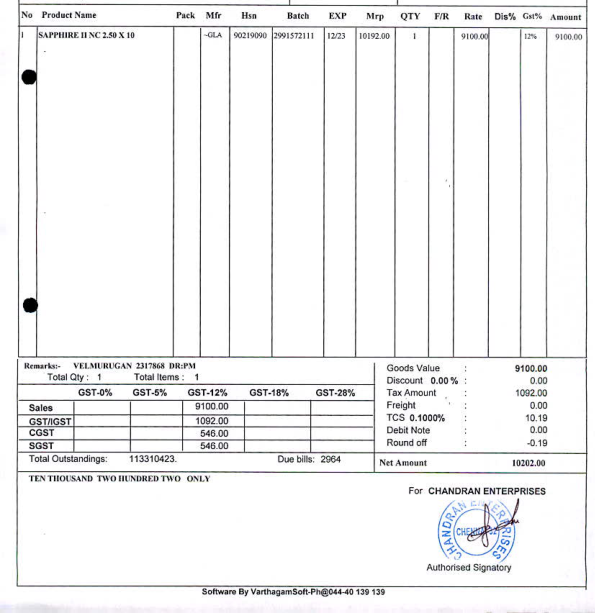 No Product Name Pack Mfr Hsn Batch EXP Mrp QTY F/R Rate Dis% Gst% Amount
1 SAPPHIRE II NC 2.50 X 10 ~GLA 90219090 2991572111 12/23 10192.00 1 9100.00 12% 9100.00
Remarks:- VELMURUGAN 2317868 DR:PM
Total Qty : 1 Total Items : 1
GST-0% GST-5% GST-12% GST-18% GST-28%
Sales 9100.00
GST/IGST 1092.00
CGST 546.00
SGST 546.00
Total Outstandings: 113310423. Due bills: 2964
Goods Value : 9100.00
Discount 0.00 % : 0.00
Tax Amount : 1092.00
Freight : 0.00
TCS 0.1000% : 10.19
Debit Note : 0.00
Round off : -0.19
Net Amount 10202.00
TEN THOUSAND TWO HUNDRED TWO ONLY
For CHANDRAN ENTERPRISES
CHANDRAN ENTERPRISES
Authorised Signatory
Software By VarthagamSoft-Ph@044-40 139 139